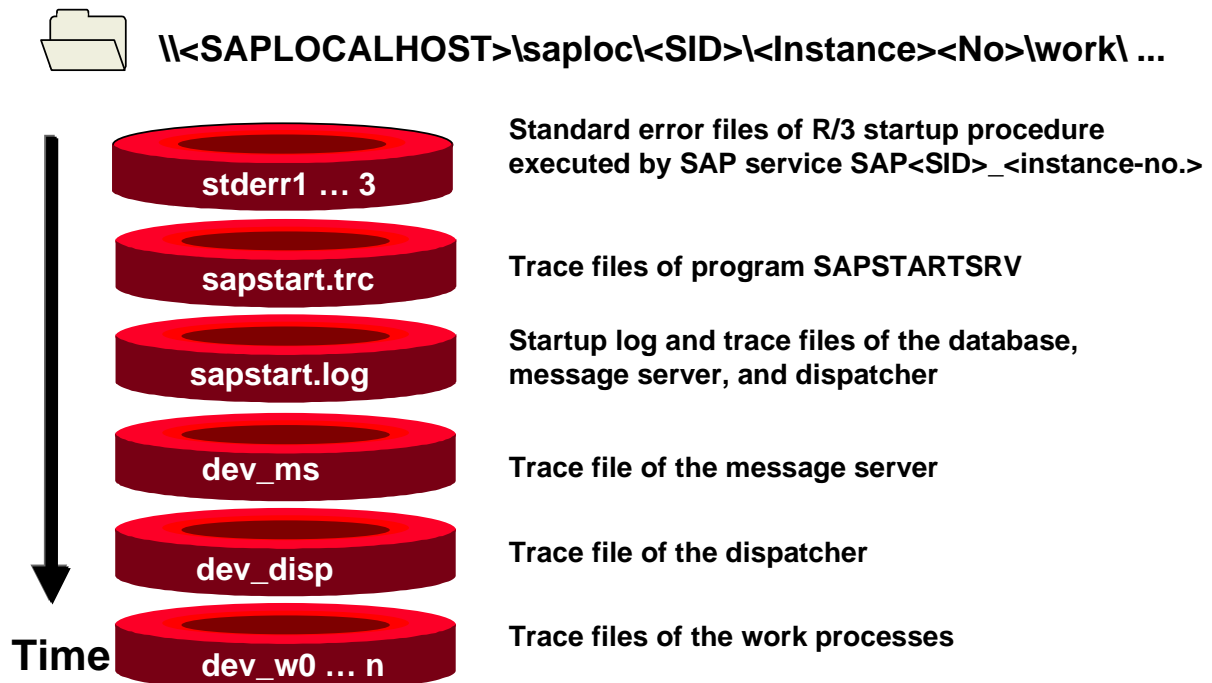 \\<SAPLOCALHOST>\saploc\<SID>\<Instance><No>\work\ ...
stderr1 … 3
Standard error files of R/3 startup procedure
executed by SAP service SAP<SID>_<instance-no.>
sapstart.trc
Trace files of program SAPSTARTSRV
sapstart.log
Startup log and trace files of the database,
message server, and dispatcher
dev_ms
Trace file of the message server
dev_disp
Trace file of the dispatcher
Time
dev_w0 … n
Trace files of the work processes